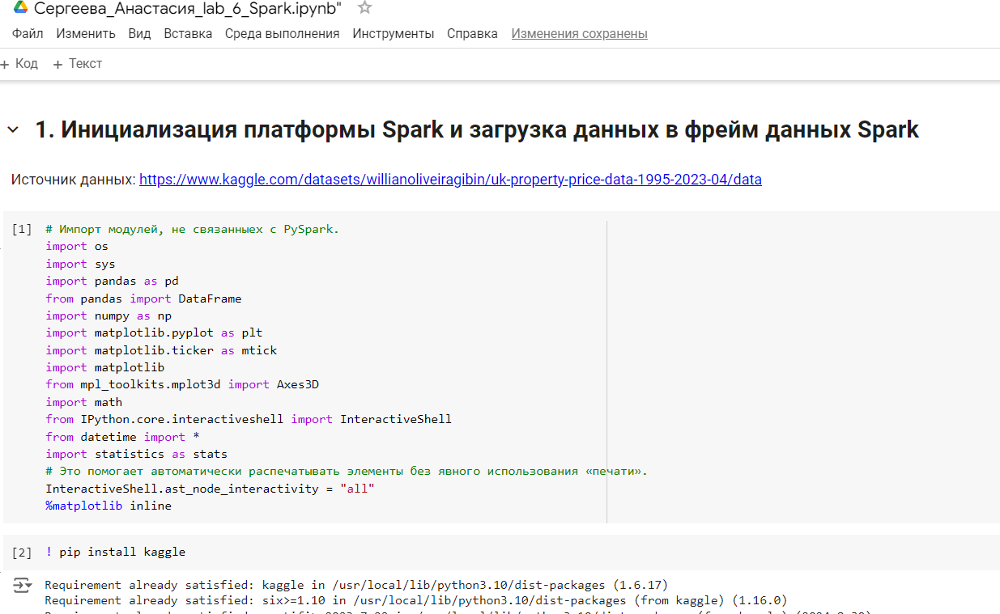 Сергеева_Анастасия_lab_6_Spark.ipynb"
Файл Изменить Вид Вставка Среда выполнения Инструменты Справка Изменения сохранены
+ Код + Текст
1. Инициализация платформы Spark и загрузка данных в фрейм данных Spark
Источник данных: https://www.kaggle.com/datasets/willianoliveiragibin/uk-property-price-data-1995-2023-04/data
[1] # Импорт модулей, не связанныех с PySpark.
import os
import sys
import pandas as pd
from pandas import DataFrame
import numpy as np
import matplotlib.pyplot as plt
import matplotlib.ticker as mtick
import matplotlib
from mpl_toolkits.mplot3d import Axes3D
import math
from IPython.core.interactiveshell import InteractiveShell
from datetime import *
import statistics as stats
# Это помогает автоматически распечатывать элементы без явного использования «печати».
InteractiveShell.ast_node_interactivity = "all"
%matplotlib inline
[2] ! pip install kaggle
Requirement already satisfied: kaggle in /usr/local/lib/python3.10/dist-packages (1.6.17)
Requirement already satisfied: six>=1.10 in /usr/local/lib/python3.10/dist-packages (from kaggle) (1.16.0)